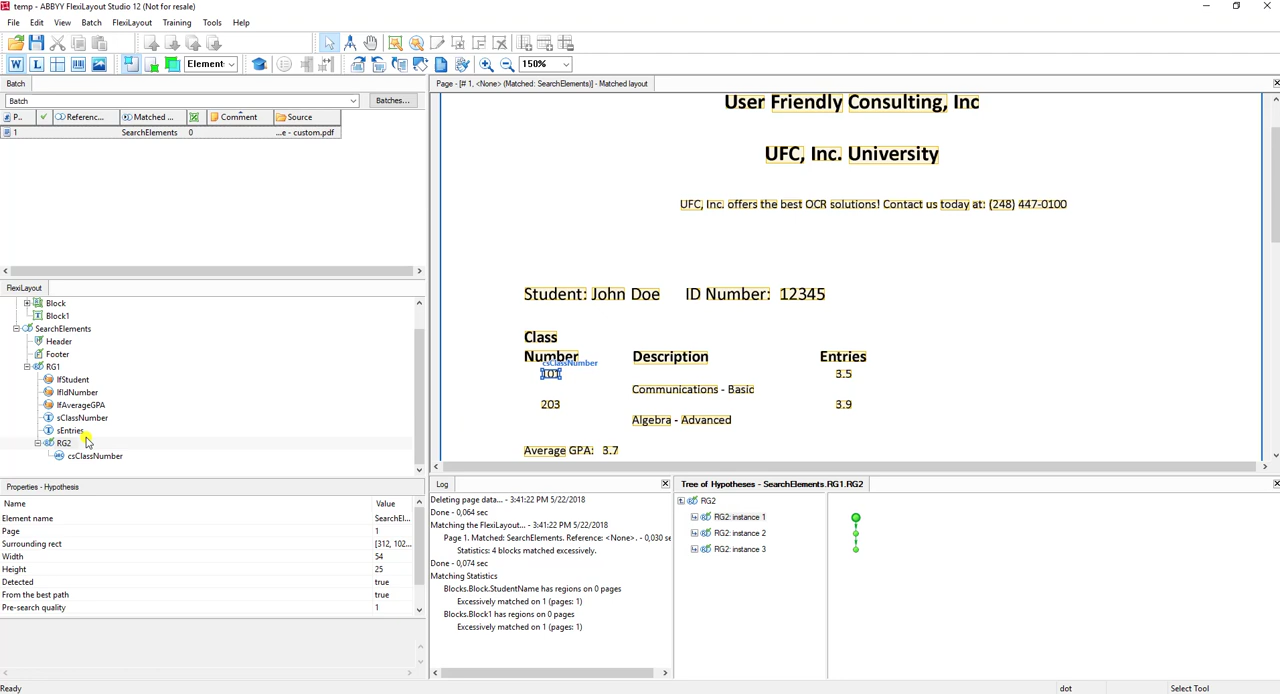 temp - ABBYY FlexiLayout Studio 12 (Not for resale)
File Edit View Batch FlexiLayout Training Tools Help
W L Element 150%
Batch
Page - [# 1, <None> (Matched: SearchElements)] - Matched layout
Batch Batches...
P.. Referenc... Matched ... Comment Source
1 SearchElements 0 ...e - custom.pdf
User Friendly Consulting, Inc
UFC, Inc. University
UFC, Inc. offers the best OCR solutions! Contact us today at: (248) 447-0100
Student: John Doe ID Number: 12345
Class
Number Description Entries
csClassNumber
101 3.5
Communications - Basic
203 3.9
Algebra - Advanced
Average GPA: 3.7
FlexiLayout
Block
Block1
SearchElements
Header
Footer
RG1
lfStudent
lfIdNumber
lfAverageGPA
sClassNumber
sEntries
RG2
csClassNumber
Properties - Hypothesis
Name Value
Element name SearchEl...
Page 1
Surrounding rect [312, 102...
Width 54
Height 25
Detected true
From the best path true
Pre-search quality 1
Log
Deleting page data... - 3:41:22 PM 5/22/2018
Done - 0,064 sec
Matching the FlexiLayout... - 3:41:22 PM 5/22/2018
Page 1. Matched: SearchElements. Reference: <None>. - 0,030 se
Statistics: 4 blocks matched excessively.
Done - 0,074 sec
Matching Statistics
Blocks.Block.StudentName has regions on 0 pages
Excessively matched on 1 (pages: 1)
Blocks.Block1 has regions on 0 pages
Excessively matched on 1 (pages: 1)
Tree of Hypotheses - SearchElements.RG1.RG2
RG2
RG2: instance 1
RG2: instance 2
RG2: instance 3
Ready dot Select Tool